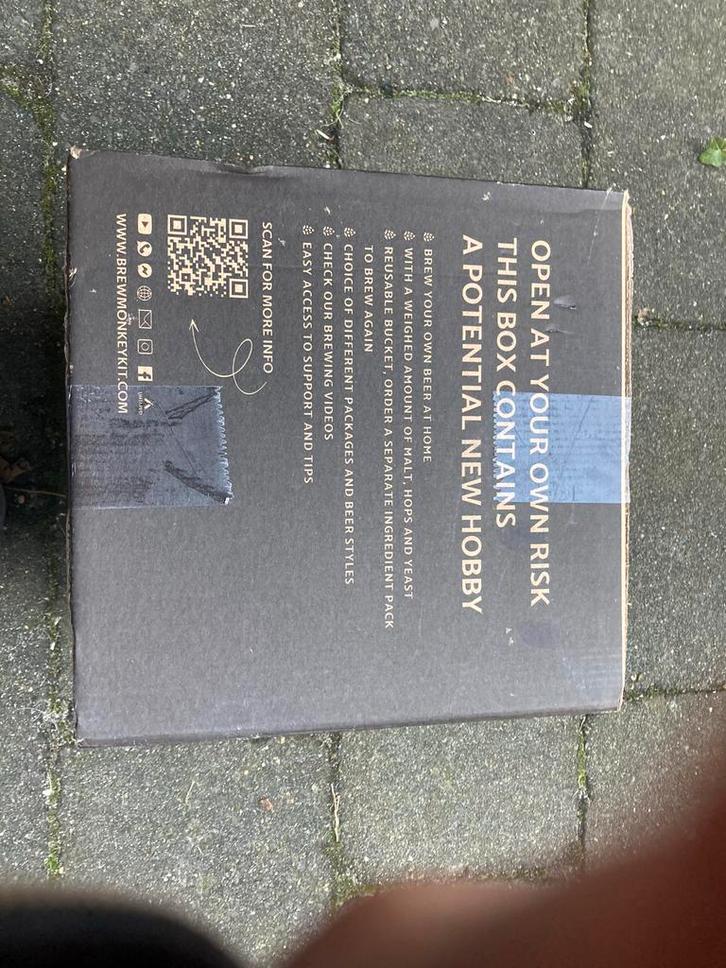 OPEN AT YOUR OWN RISK
THIS BOX CONTAINS
A POTENTIAL NEW HOBBY
BREW YOUR OWN BEER AT HOME
WITH A WEIGHED AMOUNT OF MALT, HOPS AND YEAST
REUSABLE BUCKET, ORDER A SEPARATE INGREDIENT PACK
TO BREW AGAIN
CHOICE OF DIFFERENT PACKAGES AND BEER STYLES
CHECK OUR BREWING VIDEOS
EASY ACCESS TO SUPPORT AND TIPS
SCAN FOR MORE INFO
WWW.BREWMONKEYKIT.COM